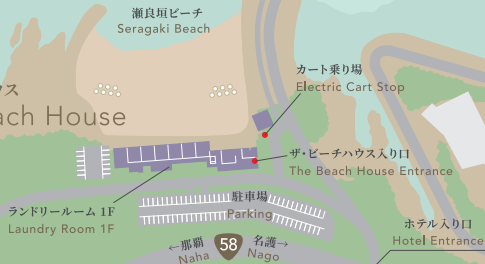 瀬良垣ビーチ
Seragaki Beach
カート乗り場
Electric Cart Stop
ウス
ach House
ザ・ビーチハウス入り口
The Beach House Entrance
ランドリールーム 1F
Laundry Room 1F
駐車場
Parking
ホテル入り口
Hotel Entrance
←那覇 58 名護→
Naha Nago